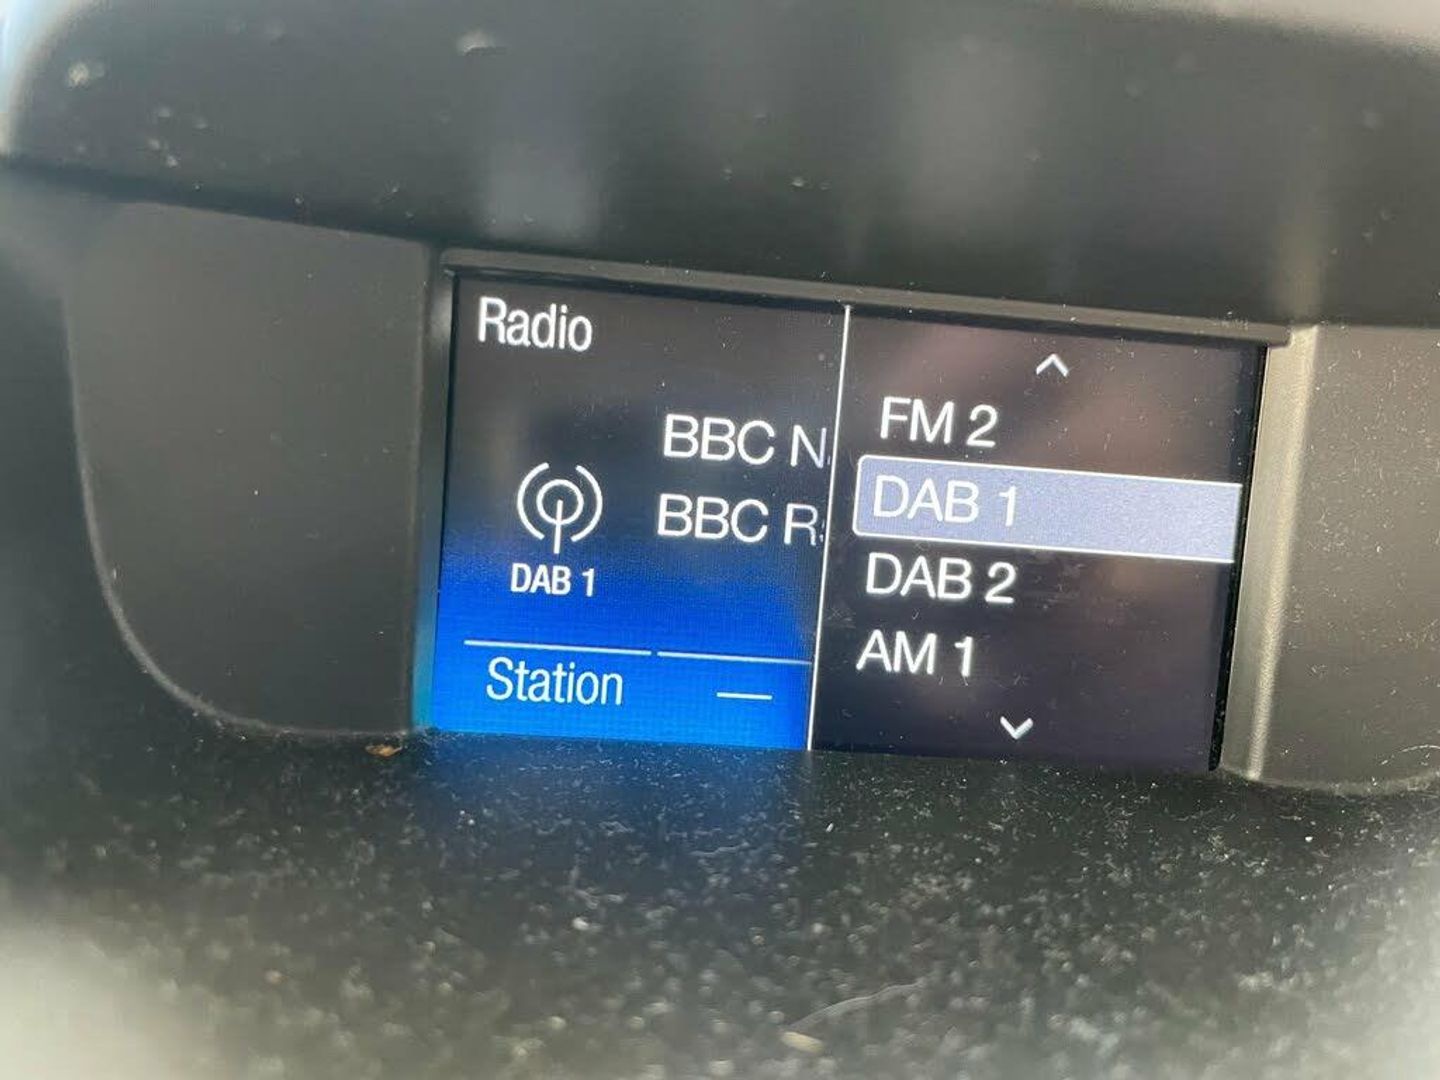 Radio
BBC N
BBC R
DAB 1
Station
FM 2
DAB 1
DAB 2
AM 1